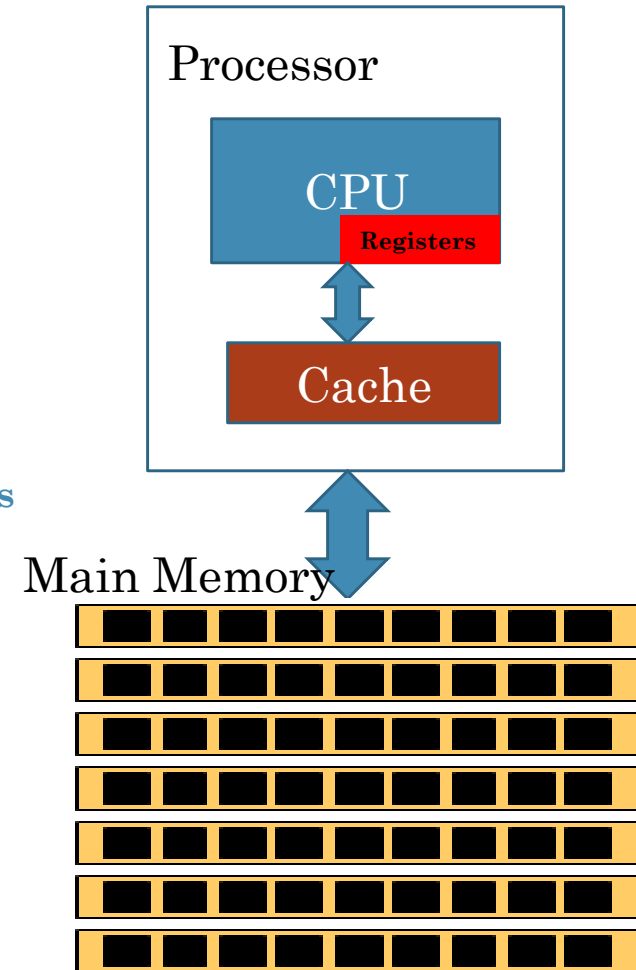 Processor
CPU
Registers
Cache
s
Main Memory